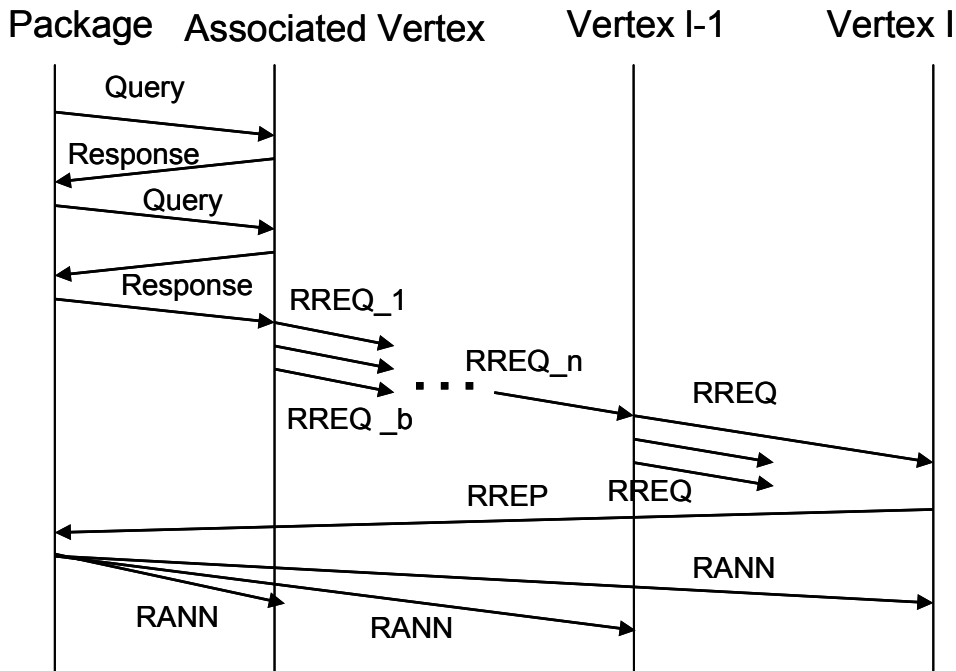 Package Associated Vertex Vertex I-1 Vertex I
Query
Response
Query
Response
RREQ_1
RREQ_n
RREQ
RREQ _b
...
RREQ
RREP
RANN
RANN
RANN